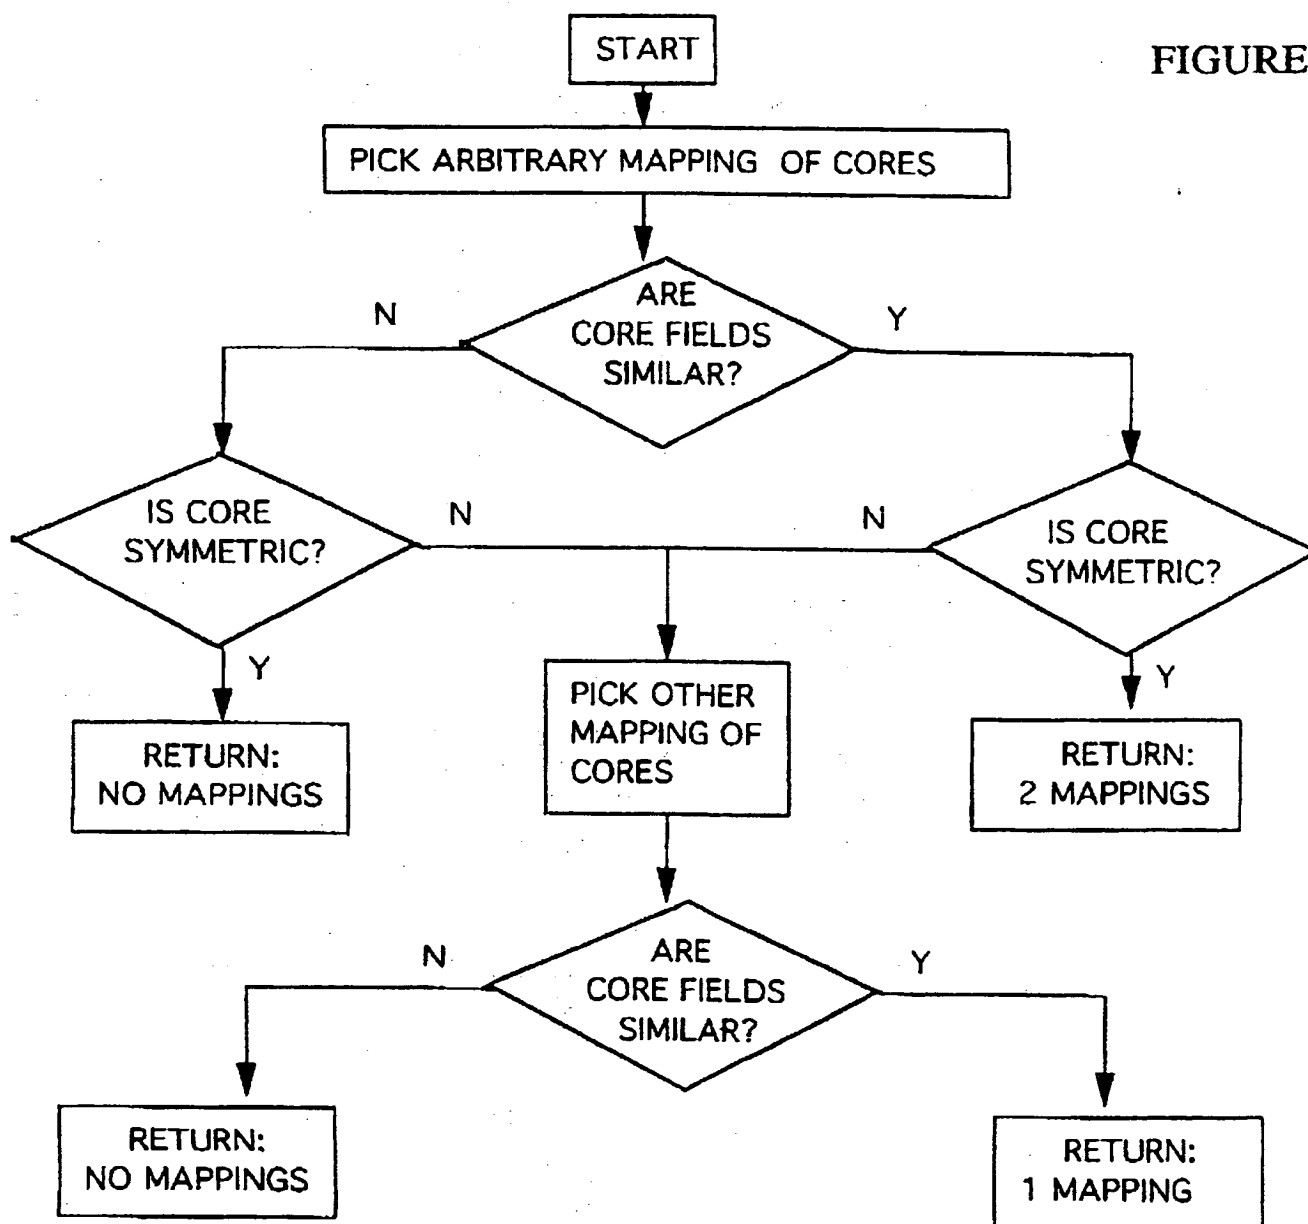 START
FIGURE
PICK ARBITRARY MAPPING OF CORES
ARE
CORE FIELDS
SIMILAR?
N
Y
IS CORE
SYMMETRIC?
N
N
IS CORE
SYMMETRIC?
Y
Y
RETURN:
NO MAPPINGS
PICK OTHER
MAPPING OF
CORES
RETURN:
2 MAPPINGS
ARE
CORE FIELDS
SIMILAR?
N
Y
RETURN:
NO MAPPINGS
RETURN:
1 MAPPING